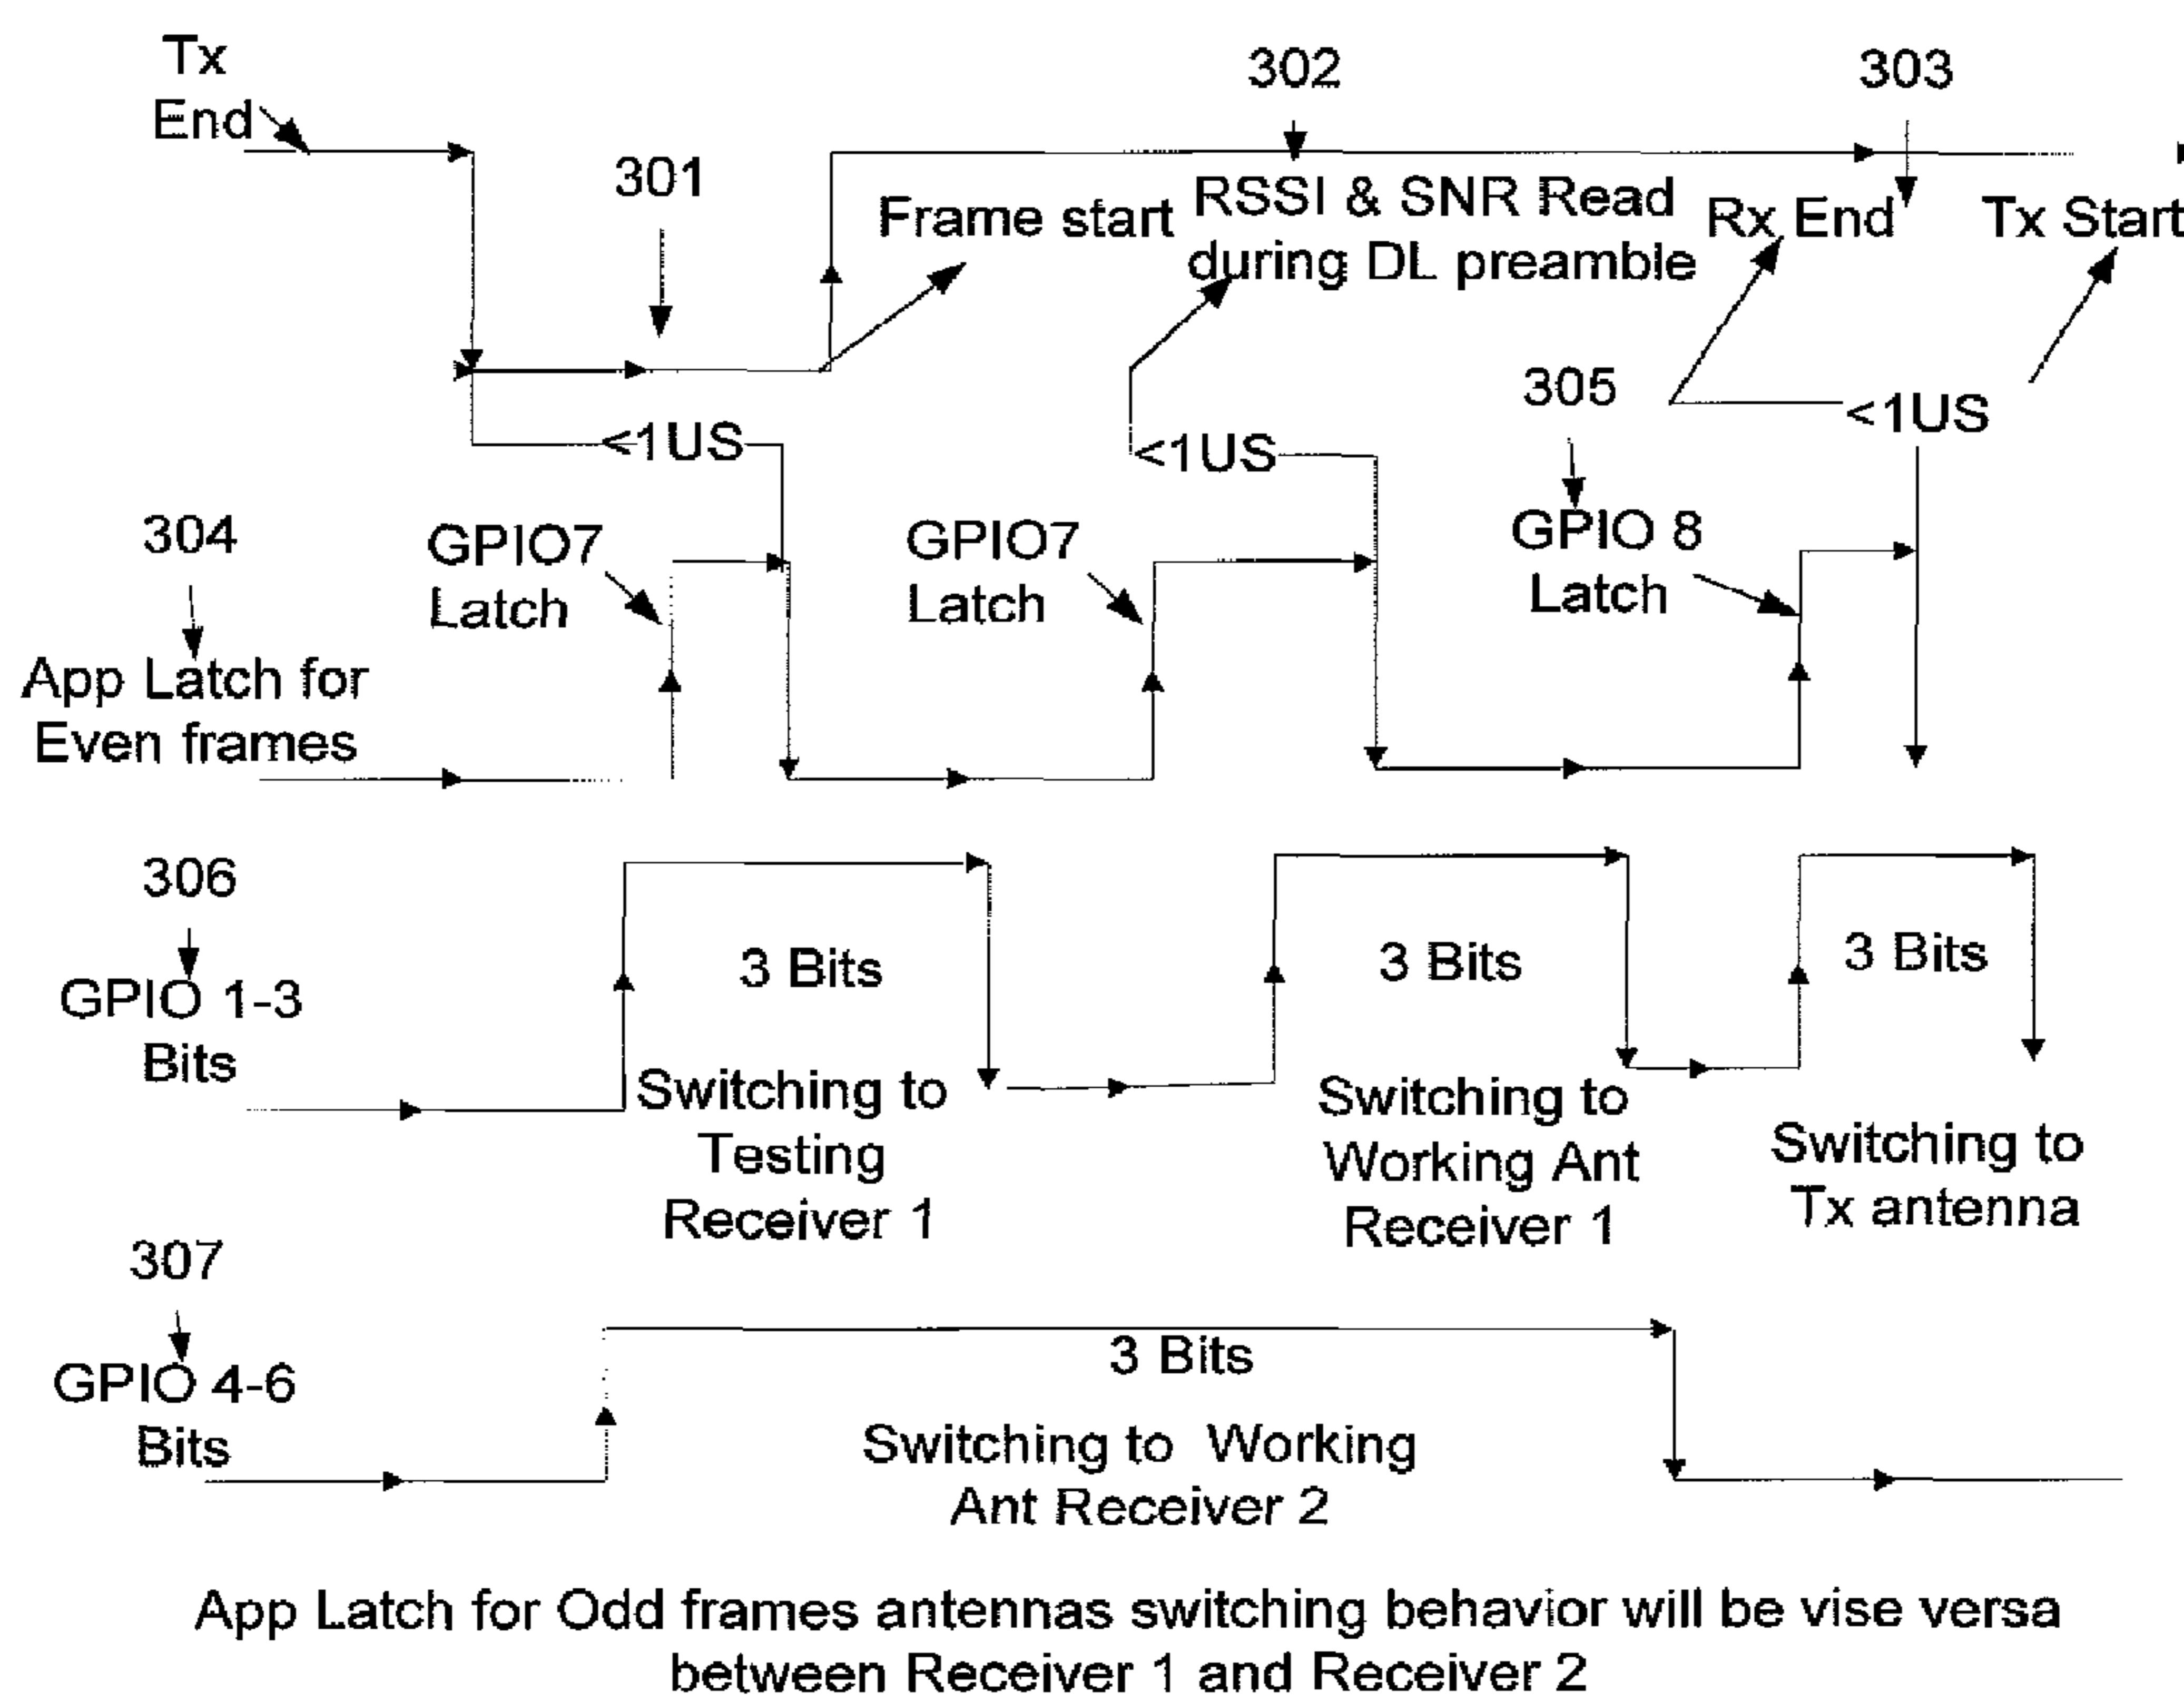 Tx
End
301
302
303
Frame start
RSSI & SNR Read
during DL preamble
Rx End
Tx Start
<1US
<1US
<1US
304
App Latch for
Even frames
GPIO7
Latch
GPIO7
Latch
305
GPIO 8
Latch
306
GPIO 1-3
Bits
3 Bits
Switching to
Testing
Receiver 1
3 Bits
Switching to
Working Ant
Receiver 1
3 Bits
Switching to
Tx antenna
307
GPIO 4-6
Bits
3 Bits
Switching to Working
Ant Receiver 2
App Latch for Odd frames antennas switching behavior will be vise versa
between Receiver 1 and Receiver 2